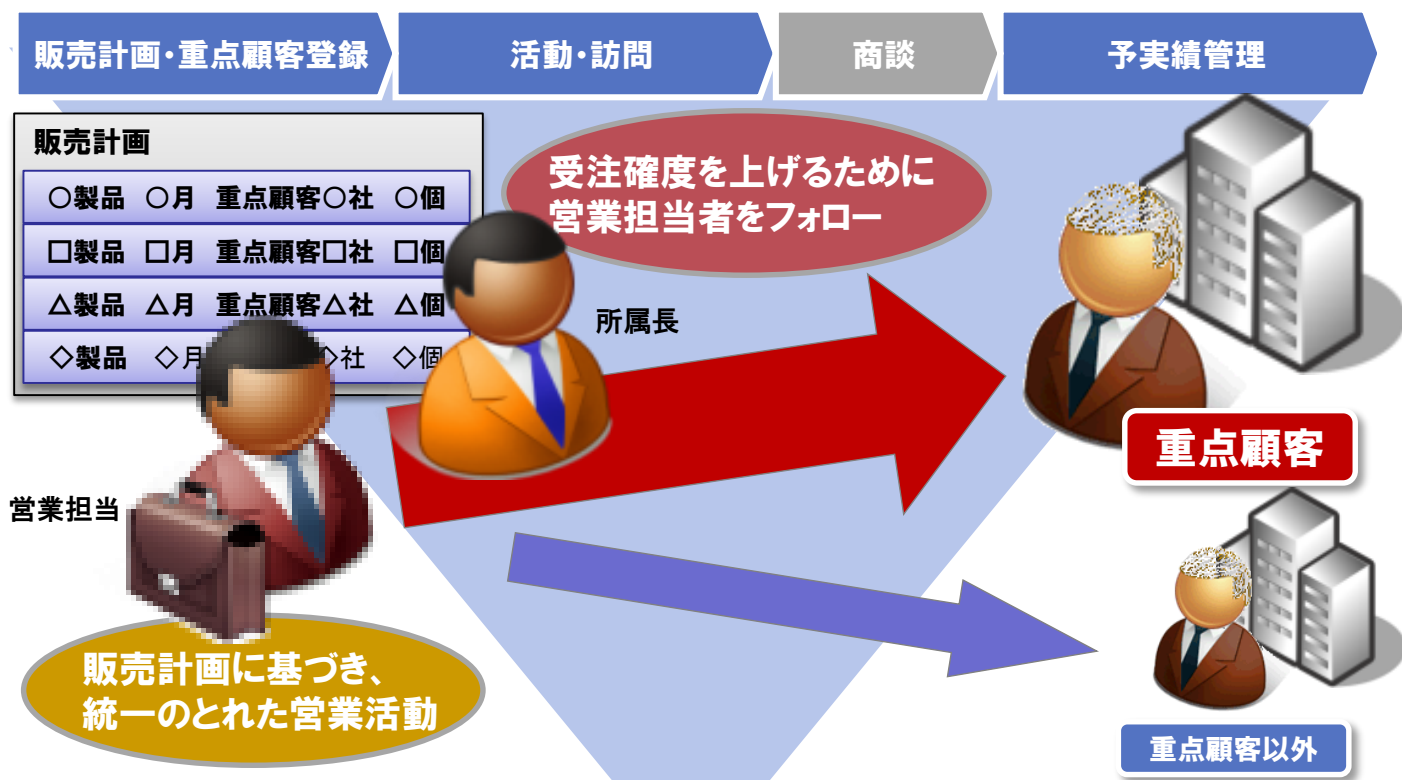 販売計画・重点顧客登録
活動・訪問
商談
予実績管理
販売計画
○製品 ○月 重点顧客○社 ○個
□製品 □月 重点顧客□社 □個
△製品 △月 重点顧客△社 △個
◇製品 ◇月 ◇社 ◇個
受注確度を上げるために
営業担当者をフォロー
所属長
営業担当
重点顧客
販売計画に基づき、
統一のとれた営業活動
重点顧客以外